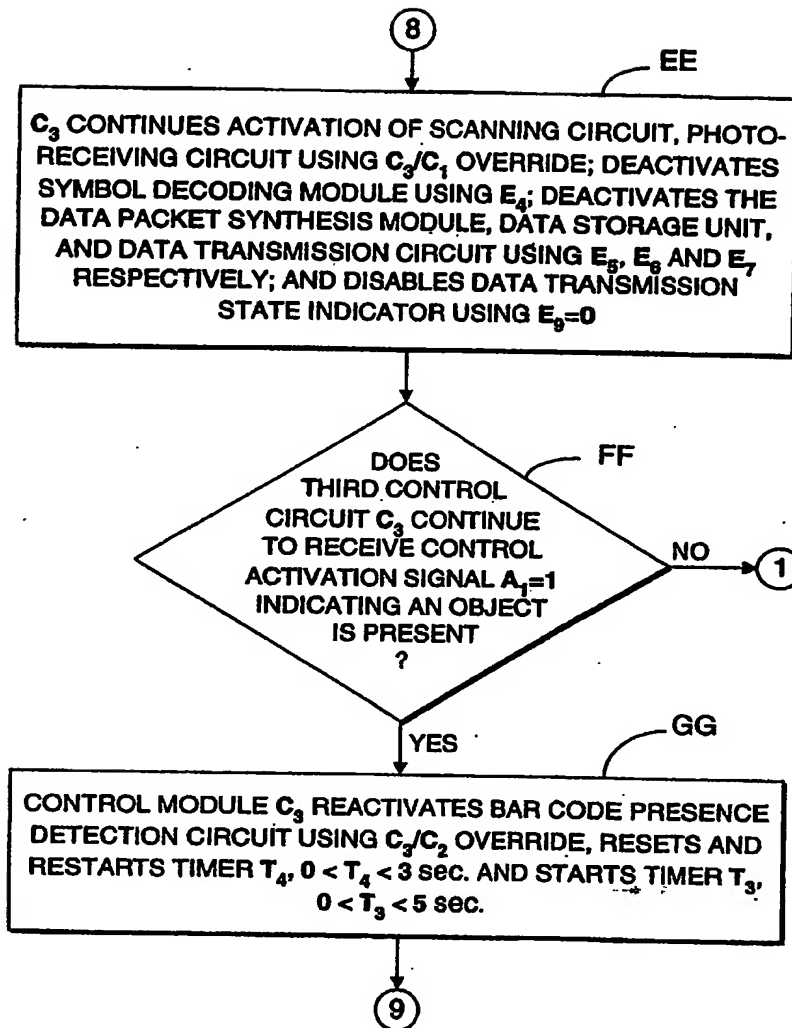 8
EE
C₃ CONTINUES ACTIVATION OF SCANNING CIRCUIT, PHOTO-
RECEIVING CIRCUIT USING C₃/C₁ OVERRIDE; DEACTIVATES
SYMBOL DECODING MODULE USING E₄; DEACTIVATES THE
DATA PACKET SYNTHESIS MODULE, DATA STORAGE UNIT,
AND DATA TRANSMISSION CIRCUIT USING E₅, E₆ AND E₇
RESPECTIVELY; AND DISABLES DATA TRANSMISSION
STATE INDICATOR USING E₉=0
FF
DOES
THIRD CONTROL
CIRCUIT C₃ CONTINUE
TO RECEIVE CONTROL
ACTIVATION SIGNAL A₁=1
INDICATING AN OBJECT
IS PRESENT
?
NO
1
YES
GG
CONTROL MODULE C₃ REACTIVATES BAR CODE PRESENCE
DETECTION CIRCUIT USING C₃/C₂ OVERRIDE, RESETS AND
RESTARTS TIMER T₄, 0 < T₄ < 3 sec. AND STARTS TIMER T₃,
0 < T₃ < 5 sec.
9